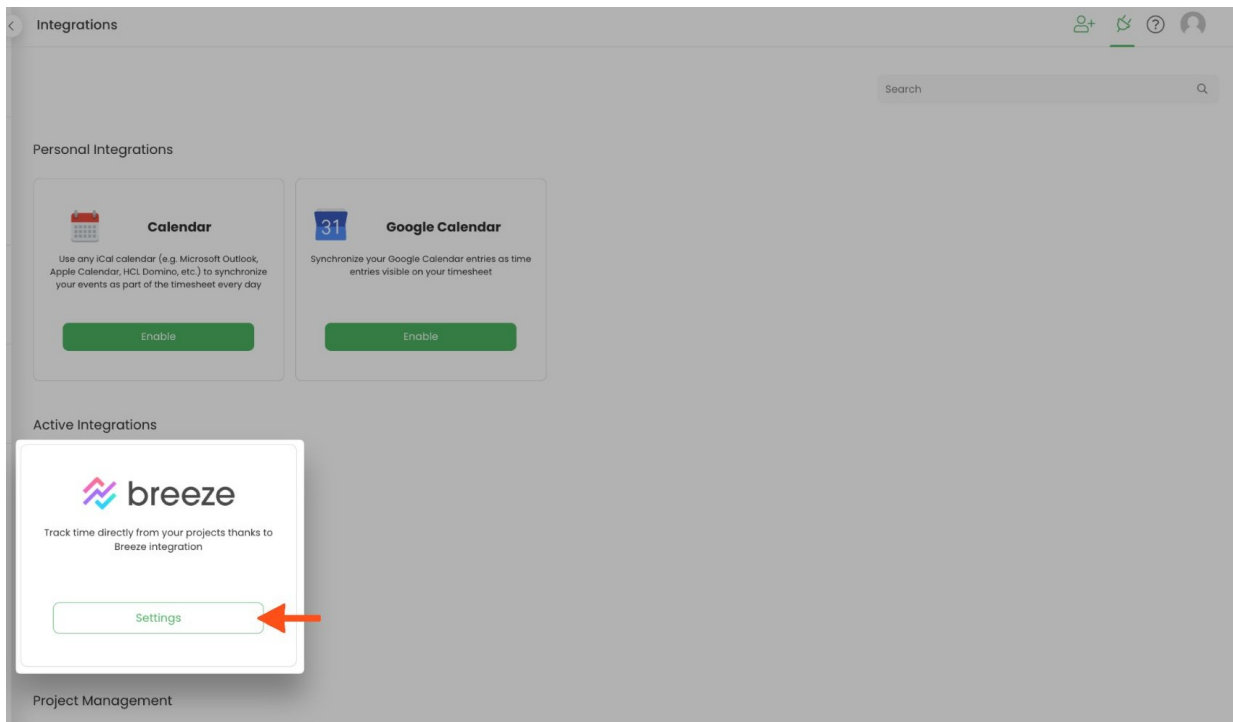 Integrations
Search
Personal Integrations
Calendar
Use any iCal calendar (e.g. Microsoft Outlook,
Apple Calendar, HCL Domino, etc.) to synchronize
your events as part of the timesheet every day
Enable
31
Google Calendar
Synchronize your Google Calendar entries as time
entries visible on your timesheet
Enable
Active Integrations
breeze
Track time directly from your projects thanks to
Breeze integration
Settings
Project Management